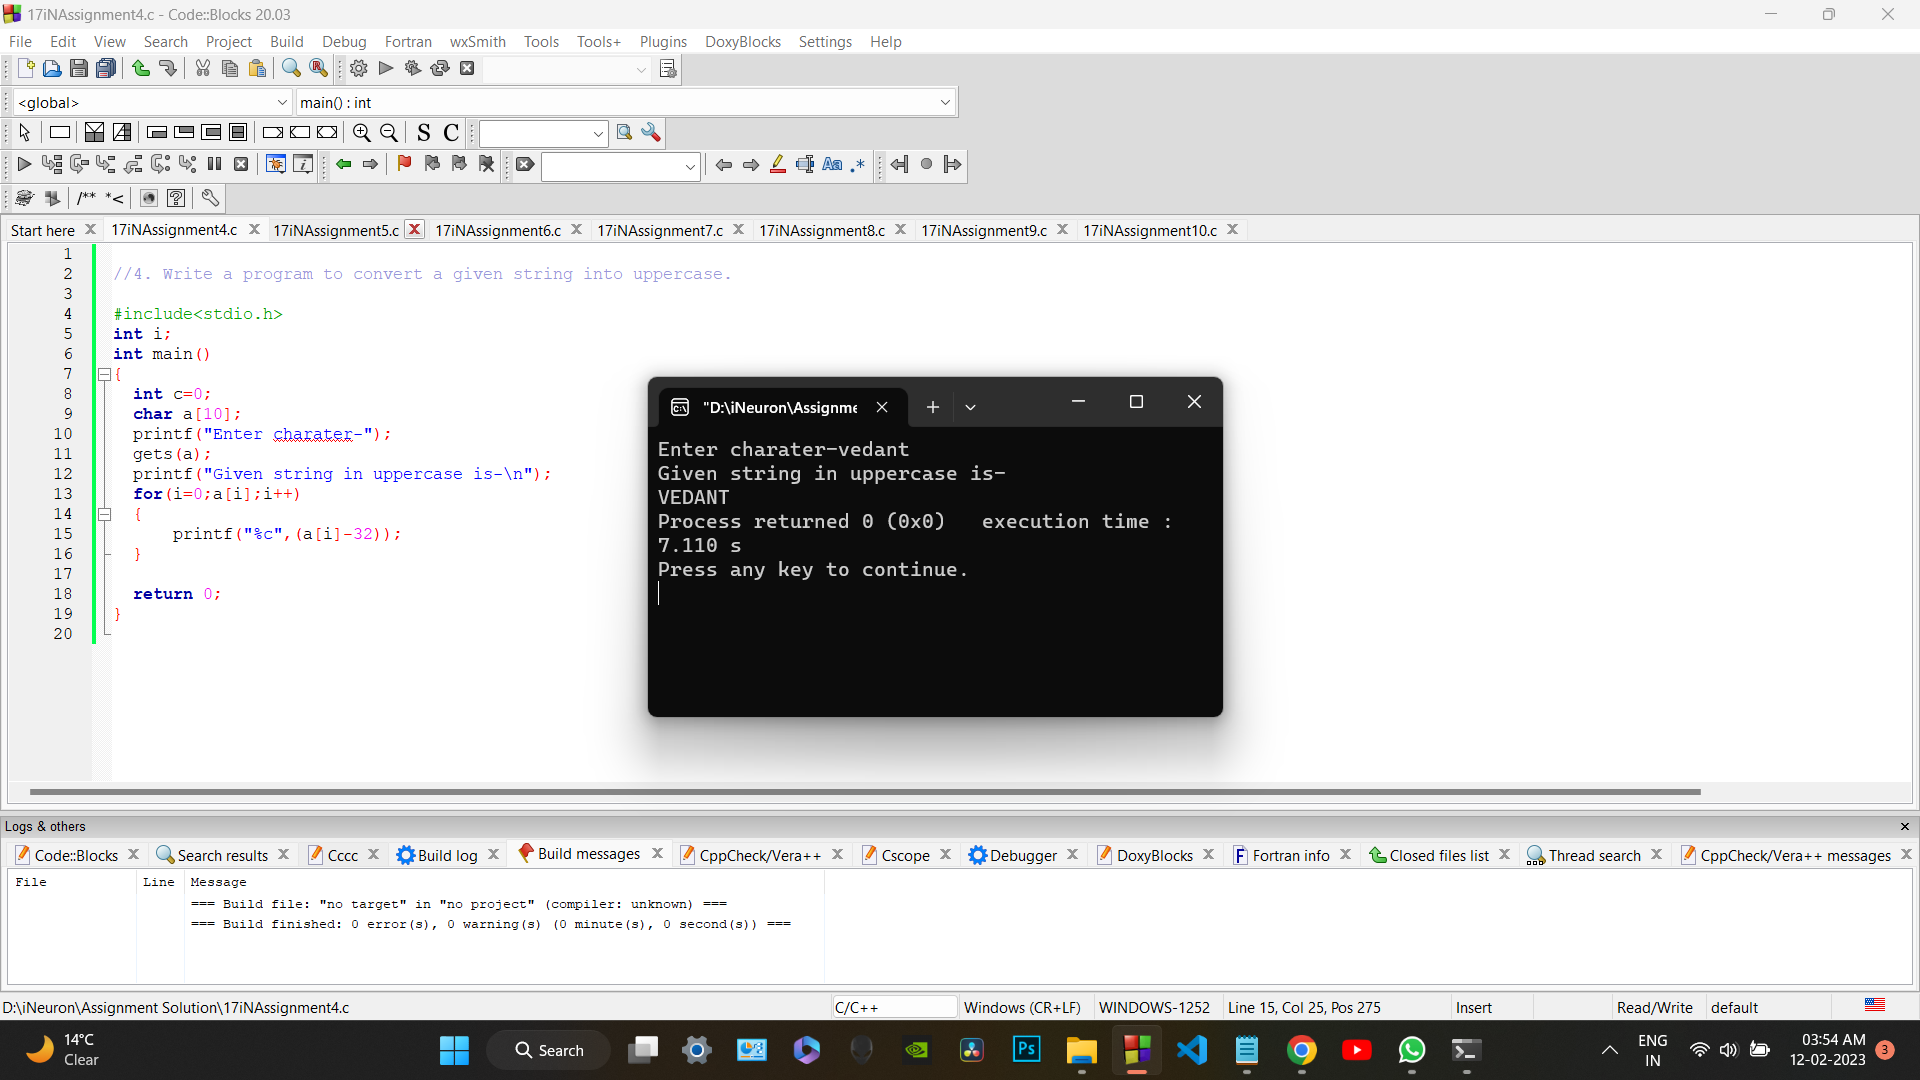 17iNAssignment4.c - Code::Blocks 20.03
File Edit View Search Project Build Debug Fortran wxSmith Tools Tools+ Plugins DoxyBlocks Settings Help
<global> main() : int
S C
Aa .*
/** *<
Start here 17iNAssignment4.c 17iNAssignment5.c 17iNAssignment6.c 17iNAssignment7.c 17iNAssignment8.c 17iNAssignment9.c 17iNAssignment10.c
1
2 //4. Write a program to convert a given string into uppercase.
3
4 #include<stdio.h>
5 int i;
6 int main()
7 {
8 int c=0;
9 char a[10];
10 printf("Enter charater-");
11 gets(a);
12 printf("Given string in uppercase is-\n");
13 for(i=0;a[i];i++)
14 {
15 printf("%c",(a[i]-32));
16 }
17
18 return 0;
19 }
20
"D:\iNeuron\Assignme
Enter charater-vedant
Given string in uppercase is-
VEDANT
Process returned 0 (0x0)   execution time :
7.110 s
Press any key to continue.
Logs & others
Code::Blocks Search results Cccc Build log Build messages CppCheck/Vera++ Cscope Debugger DoxyBlocks Fortran info Closed files list Thread search CppCheck/Vera++ messages
File Line Message
=== Build file: "no target" in "no project" (compiler: unknown) ===
=== Build finished: 0 error(s), 0 warning(s) (0 minute(s), 0 second(s)) ===
D:\iNeuron\Assignment Solution\17iNAssignment4.c C/C++ Windows (CR+LF) WINDOWS-1252 Line 15, Col 25, Pos 275 Insert Read/Write default
14°C
Clear
Search
Ps
ENG
IN
03:54 AM
12-02-2023
3